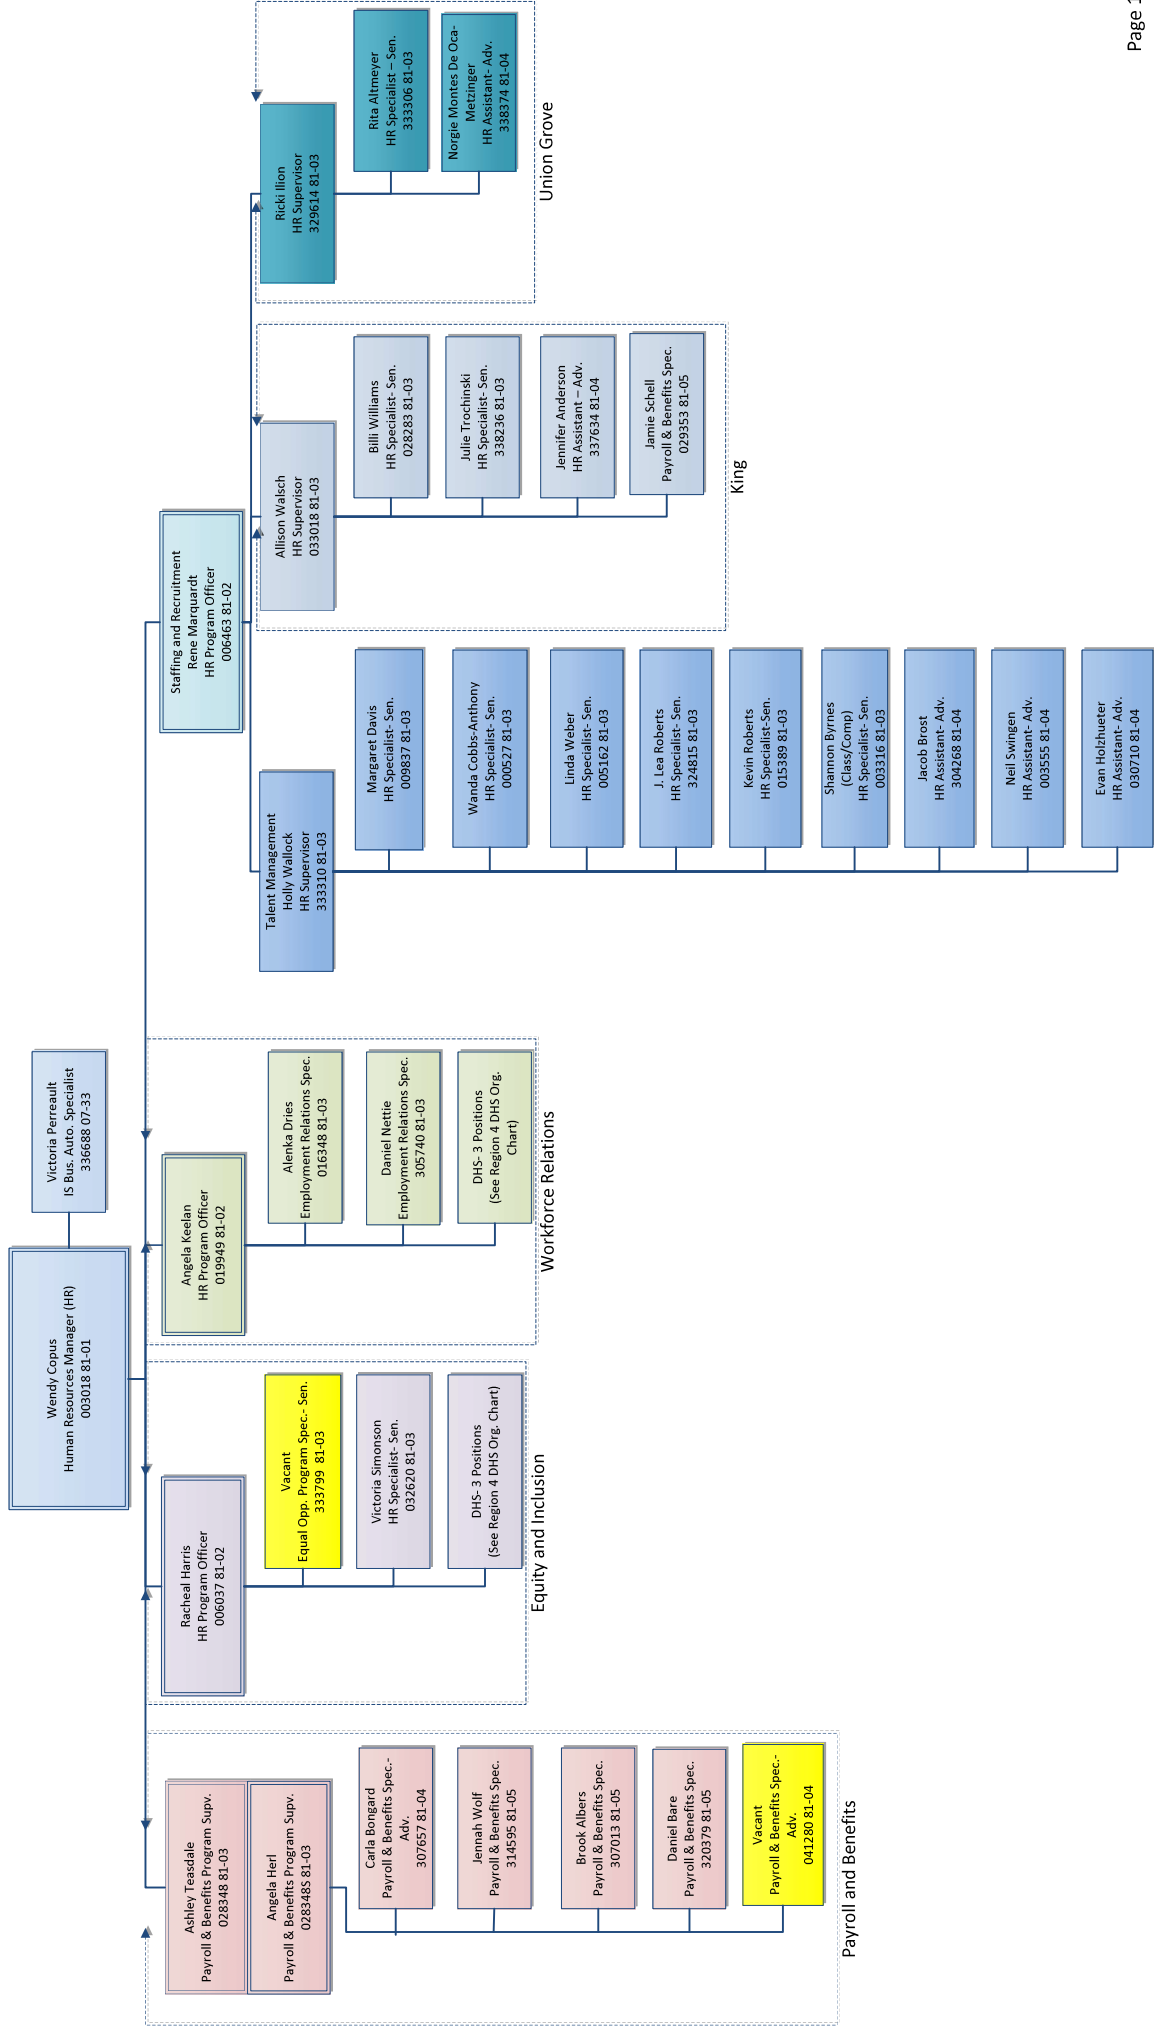 Wendy Copus
Human Resources Manager (HR)
003018 81-01
Victoria Perreault
IS Bus. Auto. Specialist
336688 07-33
Ashley Teasdale
Payroll & Benefits Program Supv.
028348 81-03
Angela Herl
Payroll & Benefits Program Supv.
028348S 81-03
Carla Bongard
Payroll & Benefits Spec.-
Adv.
307657 81-04
Jennah Wolf
Payroll & Benefits Spec.
314595 81-05
Brook Albers
Payroll & Benefits Spec.
307013 81-05
Daniel Bare
Payroll & Benefits Spec.
320379 81-05
Vacant
Payroll & Benefits Spec.-
Adv.
041280 81-04
Payroll and Benefits
Racheal Harris
HR Program Officer
006037 81-02
Vacant
Equal Opp. Program Spec.- Sen.
333799 81-03
Victoria Simonson
HR Specialist- Sen.
032620 81-03
DHS- 3 Positions
(See Region 4 DHS Org. Chart)
Equity and Inclusion
Angela Keelan
HR Program Officer
019949 81-02
Alenka Dries
Employment Relations Spec.
016348 81-03
Daniel Nettie
Employment Relations Spec.
305740 81-03
DHS- 3 Positions
(See Region 4 DHS Org.
Chart)
Workforce Relations
Staffing and Recruitment
Rene Marquardt
HR Program Officer
006463 81-02
Talent Management
Holly Wallock
HR Supervisor
333310 81-03
Margaret Davis
HR Specialist- Sen.
009837 81-03
Wanda Cobbs-Anthony
HR Specialist- Sen.
000527 81-03
Linda Weber
HR Specialist- Sen.
005162 81-03
J. Lea Roberts
HR Specialist- Sen.
324815 81-03
Kevin Roberts
HR Specialist-Sen.
015389 81-03
Shannon Byrnes
(Class/Comp)
HR Specialist- Sen.
003316 81-03
Jacob Brost
HR Assistant- Adv.
304268 81-04
Neil Swingen
HR Assistant- Adv.
003555 81-04
Evan Holzhueter
HR Assistant- Adv.
030710 81-04
Allison Walsch
HR Supervisor
033018 81-03
Billi Williams
HR Specialist- Sen.
028283 81-03
Julie Trochinski
HR Specialist- Sen.
338236 81-03
Jennifer Anderson
HR Assistant – Adv.
337634 81-04
Jamie Schell
Payroll & Benefits Spec.
029353 81-05
King
Ricki Ilion
HR Supervisor
329614 81-03
Rita Altmeyer
HR Specialist – Sen.
333306 81-03
Norgie Montes De Oca-
Metzinger
HR Assistant- Adv.
338374 81-04
Union Grove
Page 1